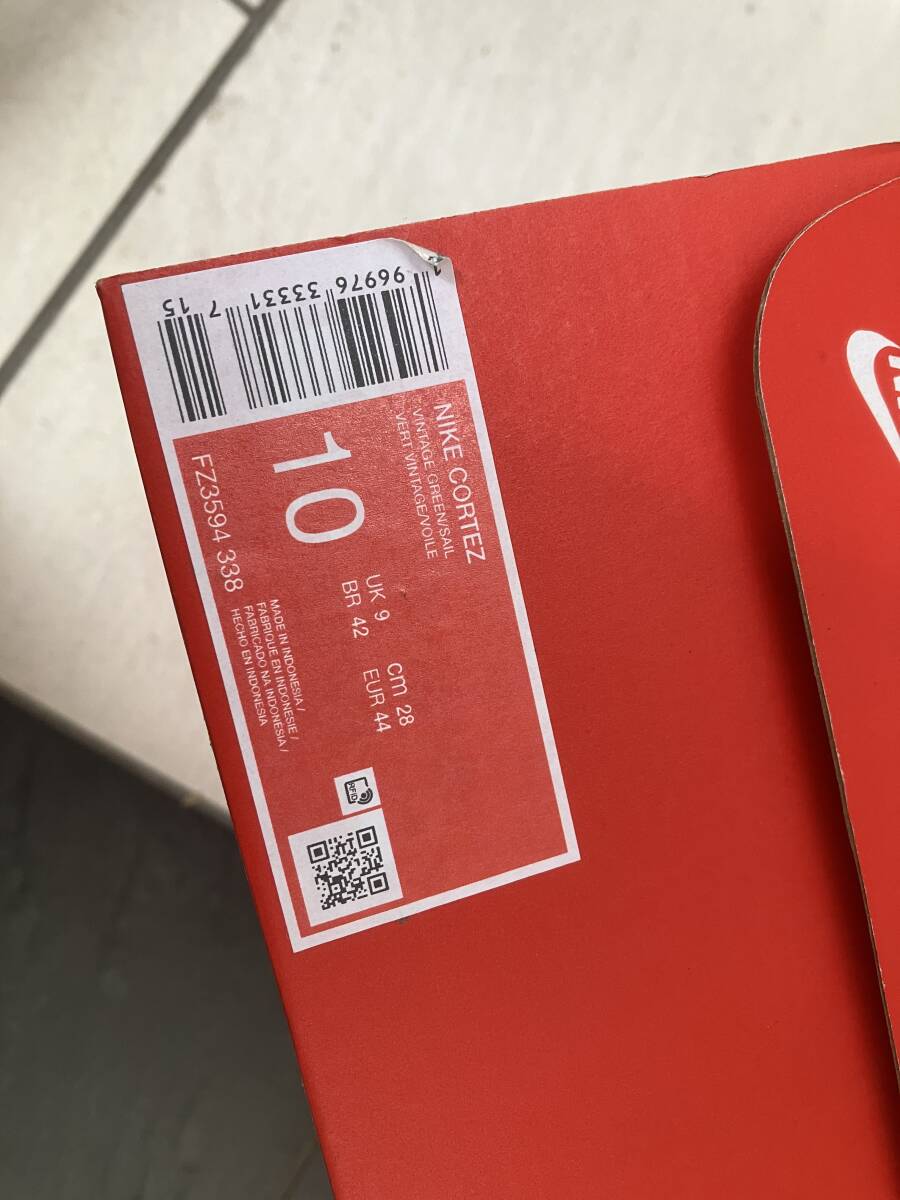 NIKE CORTEZ
VINTAGE GREEN/SAIL
VERT VINTAGE/VOILE
10
UK 9 cm 28
BR 42 EUR 44
MADE IN INDONESIA /
FABRIQUE EN INDONESIE /
FABRICADO NA INDONÉSIA /
HECHO EN INDONESIA
FZ3594 338
RFID
1 96976 33331 7 15